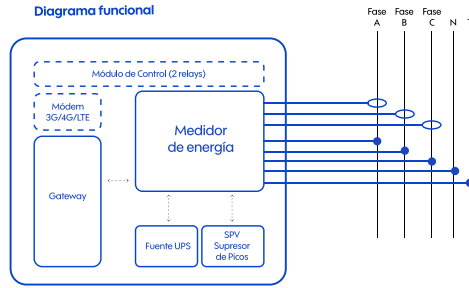 Diagrama funcional
Fase A
Fase B
Fase C
N
Módulo de Control (2 relays)
Módem
3G/4G/LTE
Medidor
de energía
Gateway
Fuente UPS
SPV
Supresor
de Picos